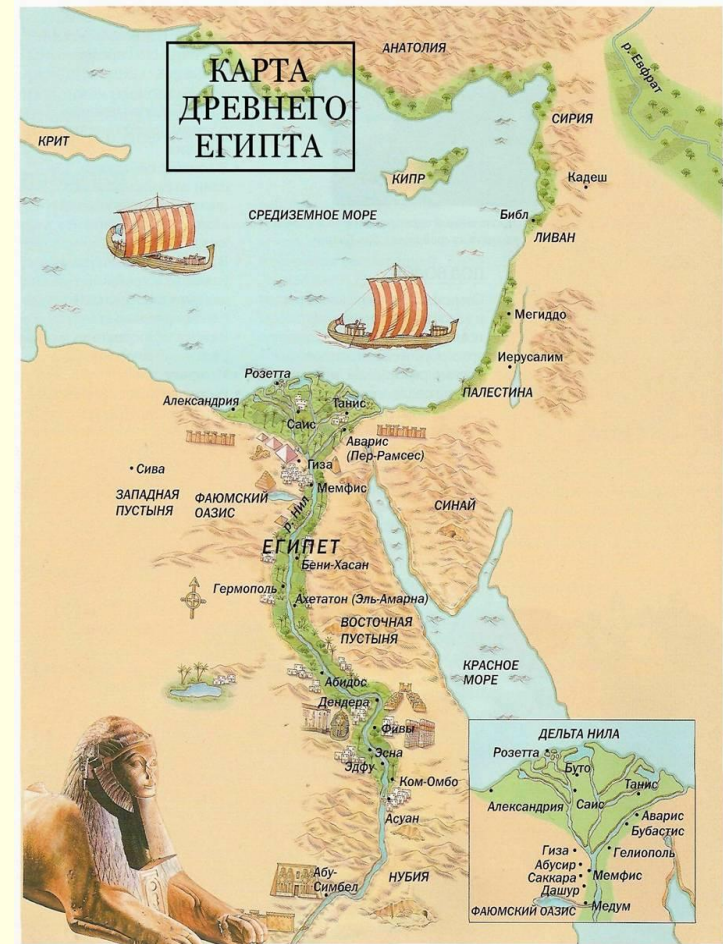 КАРТА
ДРЕВНЕГО
ЕГИПТА
АНАТОЛИЯ
р. Евфрат
КРИТ
СИРИЯ
КИПР
Кадеш
СРЕДИЗЕМНОЕ МОРЕ
Библ
ЛИВАН
Мегиддо
Иерусалим
ПАЛЕСТИНА
Розетта
Александрия
Танис
Саис
Аварис
(Пер-Рамсес)
Сива
Гиза
Мемфис
ЗАПАДНАЯ
ПУСТЫНЯ
ФАЮМСКИЙ
ОАЗИС
р. Нил
СИНАЙ
ЕГИПЕТ
Бени-Хасан
Гермополь
Ахетатон (Эль-Амарна)
ВОСТОЧНАЯ
ПУСТЫНЯ
КРАСНОЕ
МОРЕ
Абидос
Дендера
Фивы
Эсна
Эдфу
Ком-Омбо
Асуан
Абу-
Симбел
НУБИЯ
ДЕЛЬТА НИЛА
Розетта
Буто
Танис
Александрия
Саис
Аварис
Бубастис
Гиза
Гелиополь
Абусир
Саккара
Мемфис
Дашур
ФАЮМСКИЙ ОАЗИС
Медум